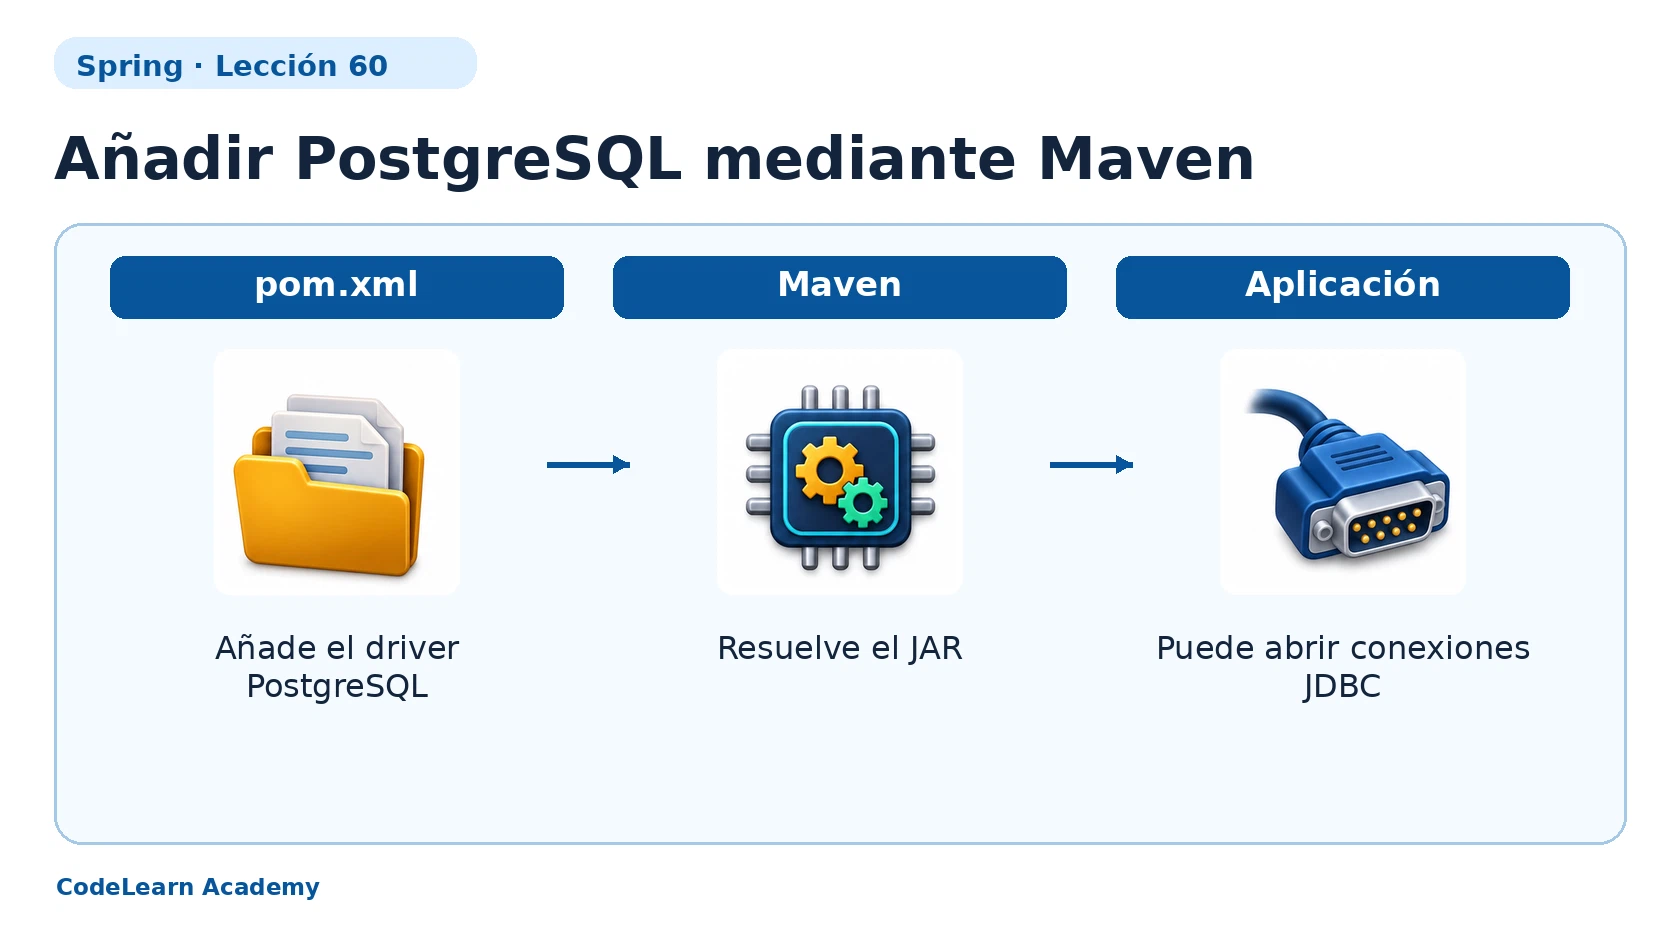 Spring · Lección 60
Añadir PostgreSQL mediante Maven
pom.xml
Maven
Aplicación
Añade el driver
PostgreSQL
Resuelve el JAR
Puede abrir conexiones
JDBC
CodeLearn Academy